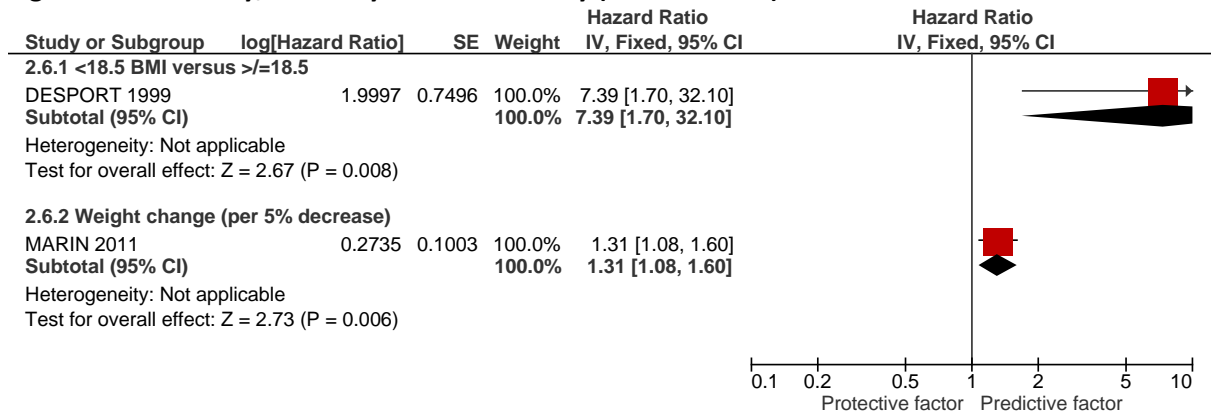 Hazard Ratio Hazard Ratio
Study or Subgroup log[Hazard Ratio] SE Weight IV, Fixed, 95% CI IV, Fixed, 95% CI
2.6.1 <18.5 BMI versus >/=18.5
DESPORT 1999 1.9997 0.7496 100.0% 7.39 [1.70, 32.10]
Subtotal (95% CI) 100.0% 7.39 [1.70, 32.10]
Heterogeneity: Not applicable
Test for overall effect: Z = 2.67 (P = 0.008)
2.6.2 Weight change (per 5% decrease)
MARIN 2011 0.2735 0.1003 100.0% 1.31 [1.08, 1.60]
Subtotal (95% CI) 100.0% 1.31 [1.08, 1.60]
Heterogeneity: Not applicable
Test for overall effect: Z = 2.73 (P = 0.006)
0.1 0.2 0.5 1 2 5 10
Protective factor Predictive factor